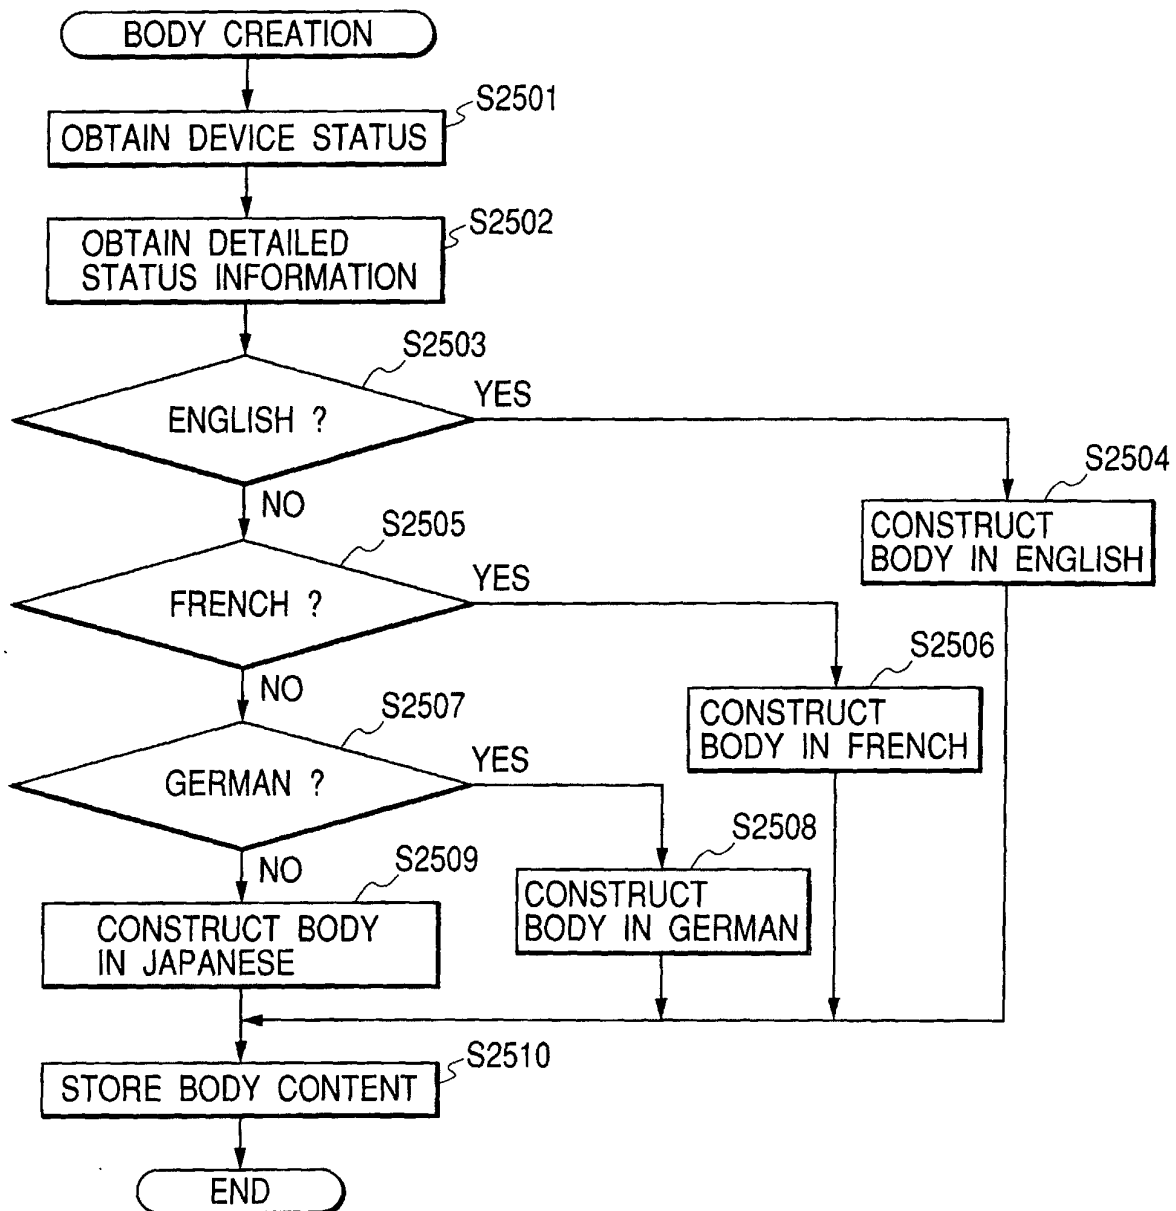 BODY CREATION
S2501
OBTAIN DEVICE STATUS
S2502
OBTAIN DETAILED
STATUS INFORMATION
S2503
ENGLISH ?
YES
NO
S2504
CONSTRUCT
BODY IN ENGLISH
S2505
FRENCH ?
YES
NO
S2506
CONSTRUCT
BODY IN FRENCH
S2507
GERMAN ?
YES
NO
S2508
CONSTRUCT
BODY IN GERMAN
S2509
CONSTRUCT BODY
IN JAPANESE
S2510
STORE BODY CONTENT
END